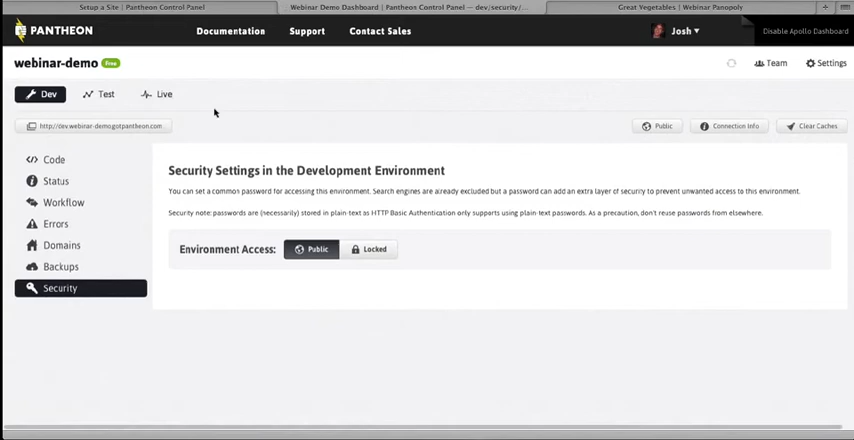 Setup a Site | Pantheon Control Panel
Webinar Demo Dashboard | Pantheon Control Panel — dev/security/...
Great Vegetables | Webinar Panopoly
PANTHEON
Documentation
Support
Contact Sales
Josh
Disable Apollo Dashboard
webinar-demo
Free
Team
Settings
Dev
Test
Live
http://dev.webinar-demo.gotpantheon.com
Public
Connection Info
Clear Caches
Code
Status
Workflow
Errors
Domains
Backups
Security
Security Settings in the Development Environment
You can set a common password for accessing this environment. Search engines are already excluded but a password can add an extra layer of security to prevent unwanted access to this environment.
Security note: passwords are (necessarily) stored in plain-text as HTTP Basic Authentication only supports using plain-text passwords. As a precaution, don't reuse passwords from elsewhere.
Environment Access:
Public
Locked